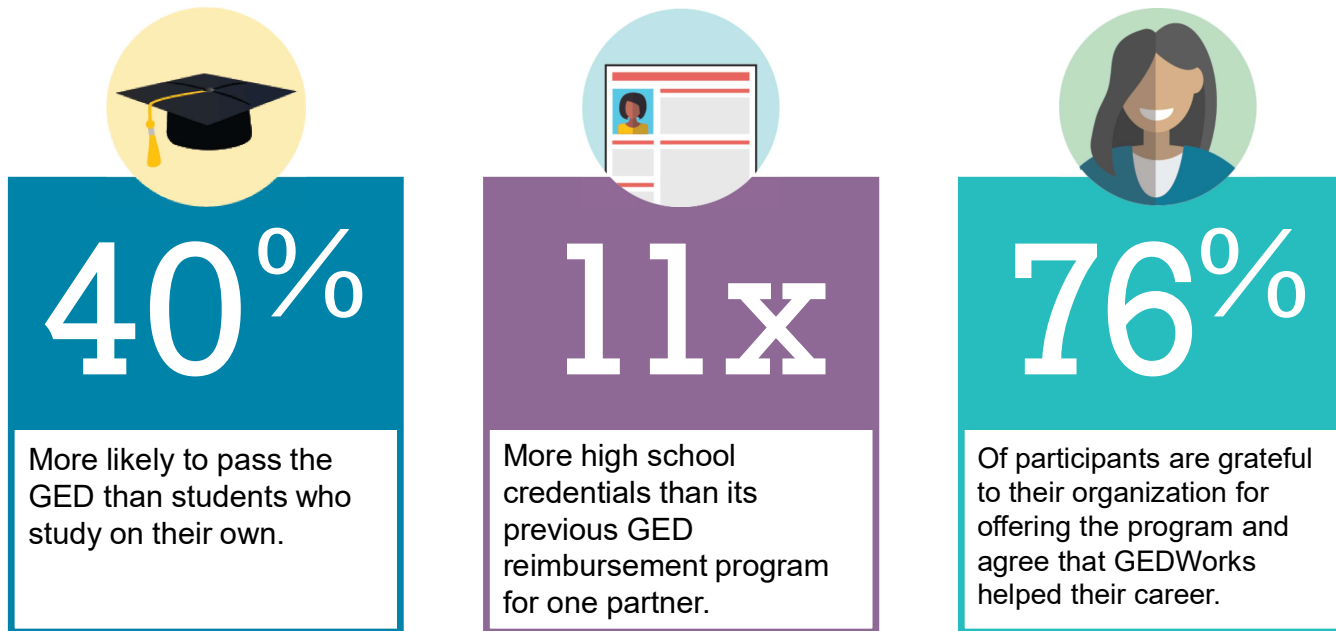 40%
More likely to pass the
GED than students who
study on their own.
11x
More high school
credentials than its
previous GED
reimbursement program
for one partner.
76%
Of participants are grateful
to their organization for
offering the program and
agree that GEDWorks
helped their career.